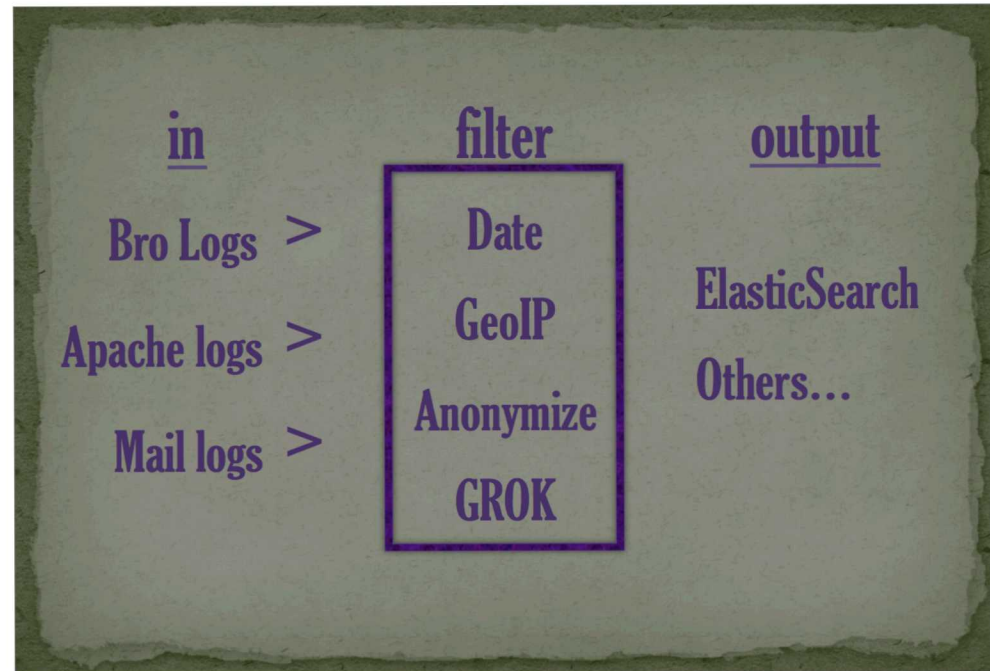 in
Bro Logs >
Apache logs >
Mail logs >
filter
Date
GeoIP
Anonymize
GROK
output
ElasticSearch
Others...